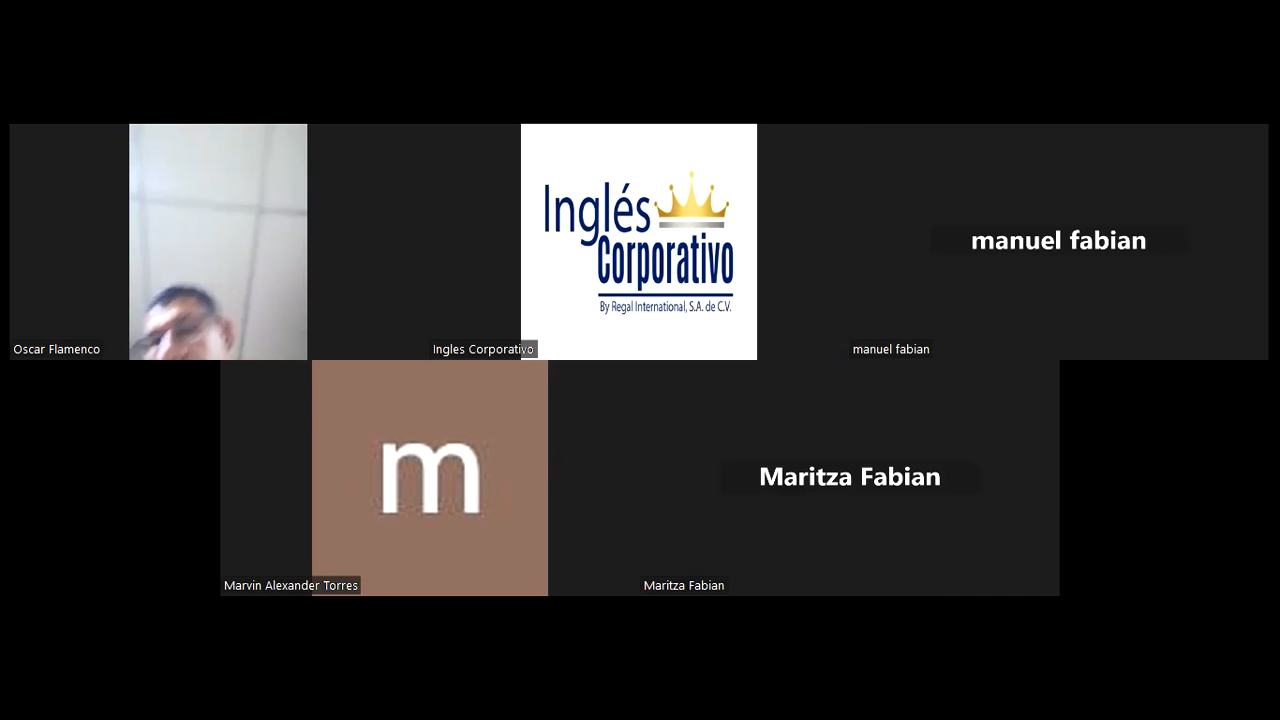 Inglés
Corporativo
By Regal International, S.A. de C.V.
manuel fabian
Oscar Flamenco
Ingles Corporativo
manuel fabian
m
Maritza Fabian
Marvin Alexander Torres
Maritza Fabian